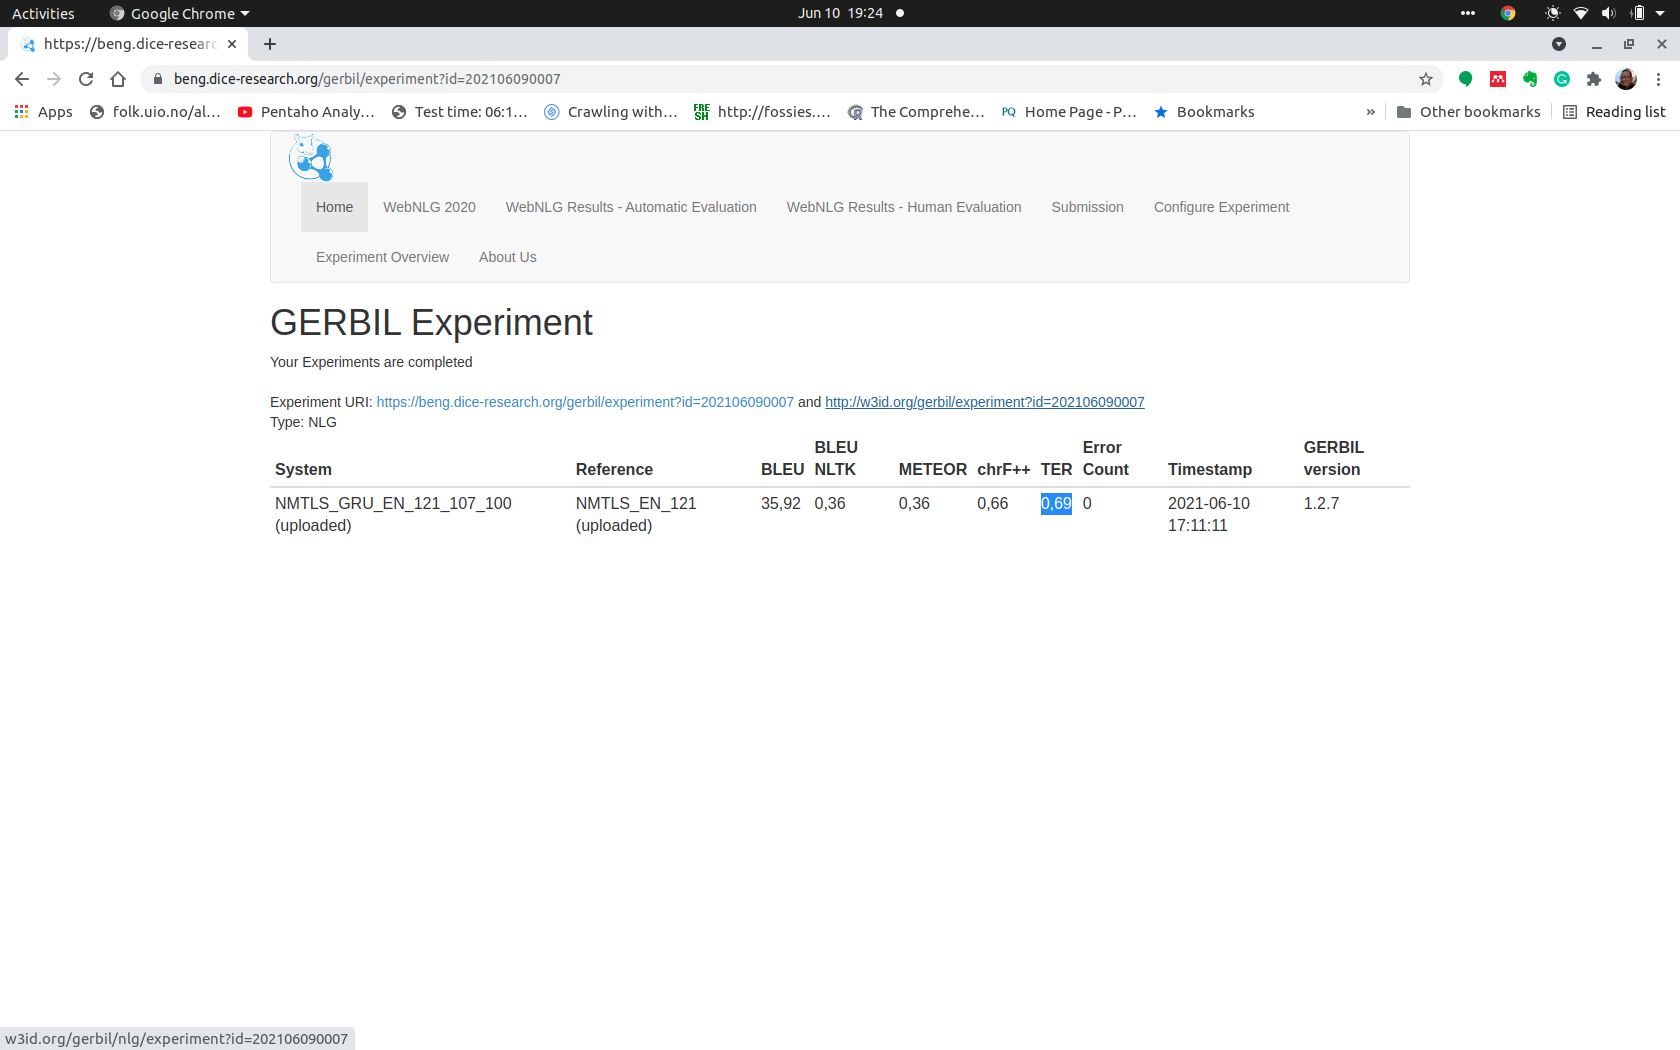 Activities Google Chrome Jun 10 19:24
https://beng.dice-researc
beng.dice-research.org/gerbil/experiment?id=202106090007
Apps folk.uio.no/al... Pentaho Analy... Test time: 06:1... Crawling with... FRE SH http://fossies.... The Comprehe... PQ Home Page - P... Bookmarks » Other bookmarks Reading list
Home WebNLG 2020 WebNLG Results - Automatic Evaluation WebNLG Results - Human Evaluation Submission Configure Experiment
Experiment Overview About Us
GERBIL Experiment
Your Experiments are completed
Experiment URI: https://beng.dice-research.org/gerbil/experiment?id=202106090007 and http://w3id.org/gerbil/experiment?id=202106090007
Type: NLG
System Reference BLEU BLEU NLTK METEOR chrF++ TER Error Count Timestamp GERBIL version
NMTLS_GRU_EN_121_107_100 NMTLS_EN_121 35,92 0,36 0,36 0,66 0,69 0 2021-06-10 1.2.7
(uploaded) (uploaded) 17:11:11
w3id.org/gerbil/nlg/experiment?id=202106090007